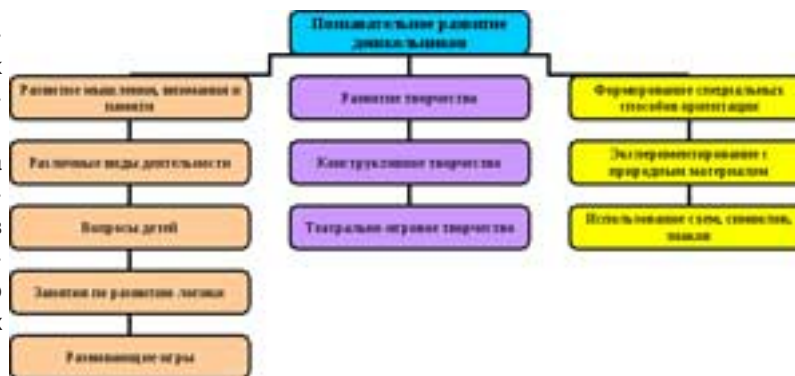 Познавательное развитие
дошкольников
Развитие мышления, внимания и
памяти
Различные виды деятельности
Вопросы детей
Занятия по развитию логики
Развивающие игры
Развитие творчества
Конструктивное творчество
Театрально-игровое творчество
Формирование специальных
способов ориентации
Экспериментирование с
природным материалом
Использование схем, символов,
знаков